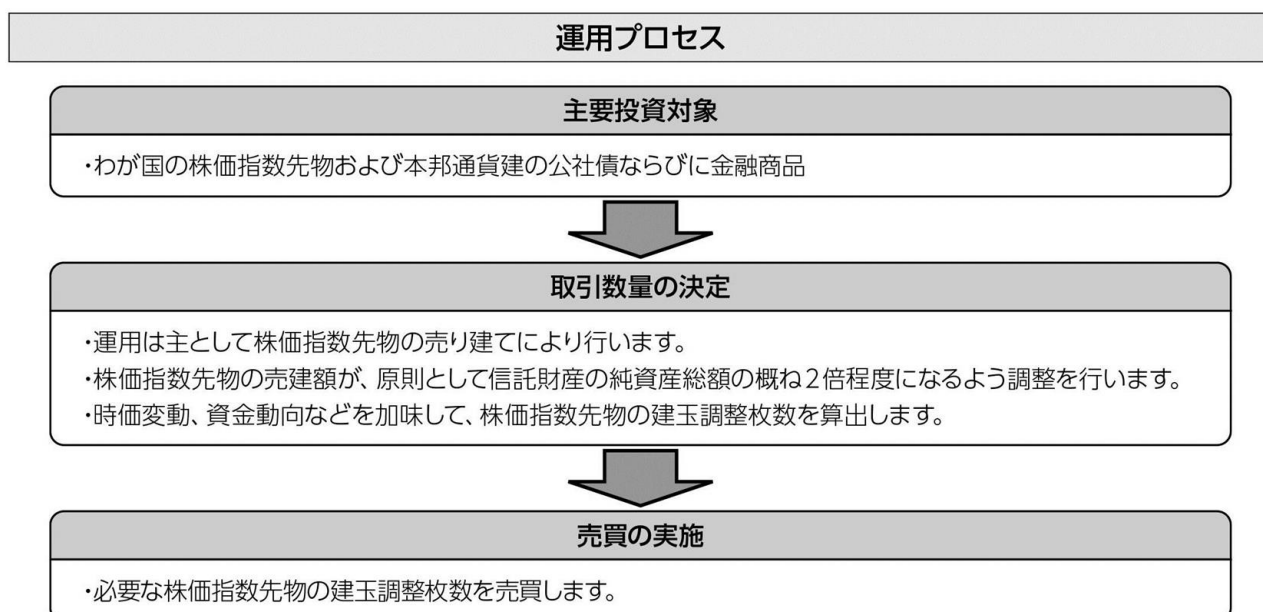 運用プロセス
主要投資対象
・わが国の株価指数先物および本邦通貨建の公社債ならびに金融商品
取引数量の決定
・運用は主として株価指数先物の売り建てにより行います。
・株価指数先物の売建額が、原則として信託財産の純資産総額の概ね2倍程度になるよう調整を行います。
・時価変動、資金動向などを加味して、株価指数先物の建玉調整枚数を算出します。
売買の実施
・必要な株価指数先物の建玉調整枚数を売買します。